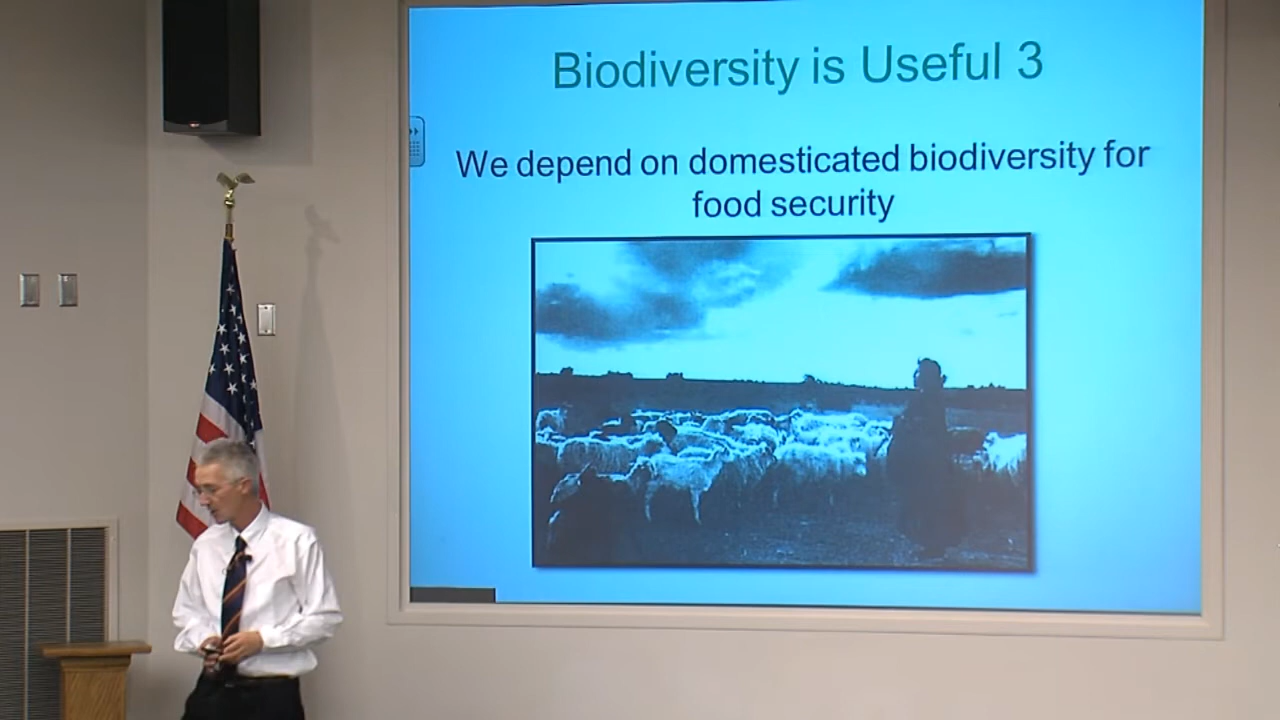 Biodiversity is Useful 3
We depend on domesticated biodiversity for
food security